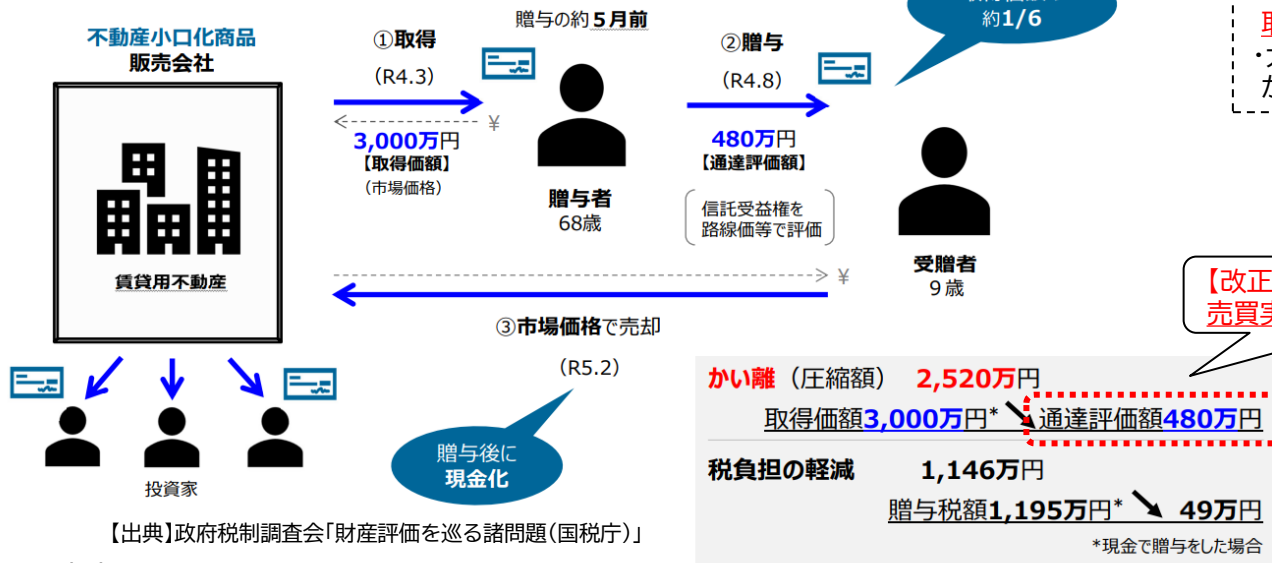 不動産小口化商品
販売会社
賃貸用不動産
投資家
贈与の約５月前
①取得
（R4.3）
¥
3,000万円
【取得価額】
（市場価格）
贈与者
68歳
②贈与
（R4.8）
480万円
【通達評価額】
信託受益権を
路線価等で評価
約1/6
受贈者
９歳
¥
③市場価格で売却
（R5.2）
贈与後に
現金化
【改正
かい離（圧縮額） 2,520万円
取得価額3,000万円* 通達評価額480万円
税負担の軽減 1,146万円
贈与税額1,195万円* 49万円
*現金で贈与をした場合
【出典】政府税制調査会「財産評価を巡る諸問題（国税庁）」